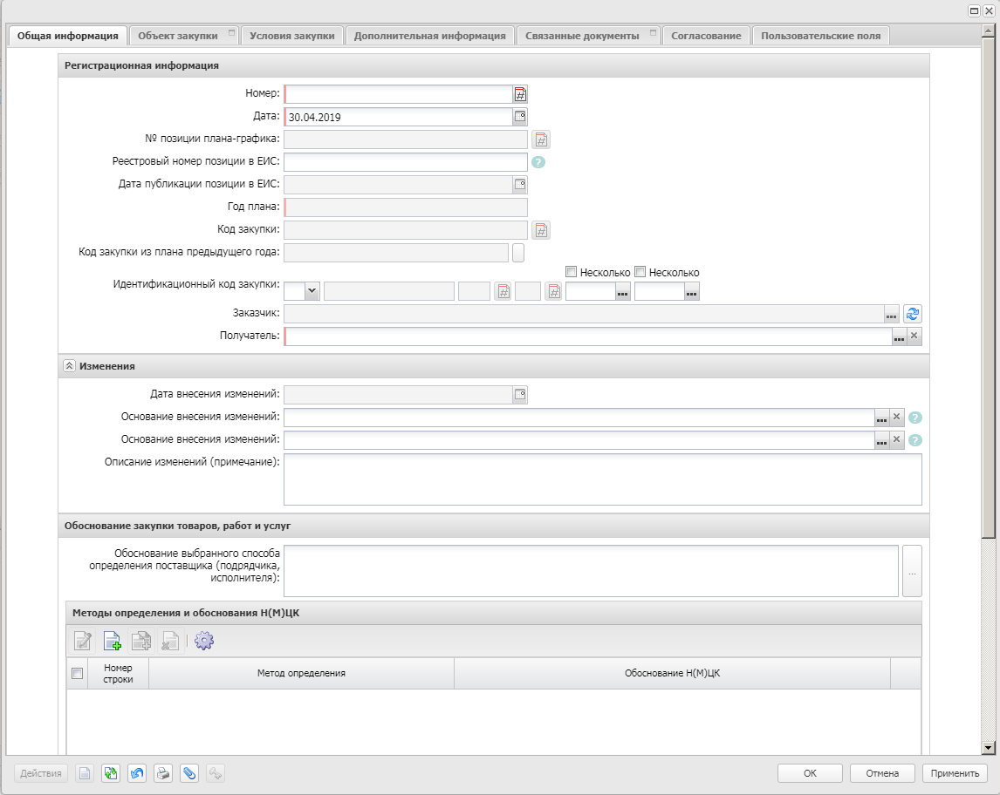 Общая информация
Объект закупки
Условия закупки
Дополнительная информация
Связанные документы
Согласование
Пользовательские поля
Регистрационная информация
Номер:
Дата: 30.04.2019
№ позиции плана-графика:
Реестровый номер позиции в ЕИС: ?
Дата публикации позиции в ЕИС:
Год плана:
Код закупки:
Код закупки из плана предыдущего года:
Несколько Несколько
Идентификационный код закупки: ... ...
Заказчик: ...
Получатель: ...
Изменения
Дата внесения изменений:
Основание внесения изменений: ... ?
Основание внесения изменений: ... ?
Описание изменений (примечание):
Обоснование закупки товаров, работ и услуг
Обоснование выбранного способа
определения поставщика (подрядчика,
исполнителя): ...
Методы определения и обоснования Н(М)ЦК
Номер
строки
Метод определения
Обоснование Н(М)ЦК
Действия
ОК
Отмена
Применить